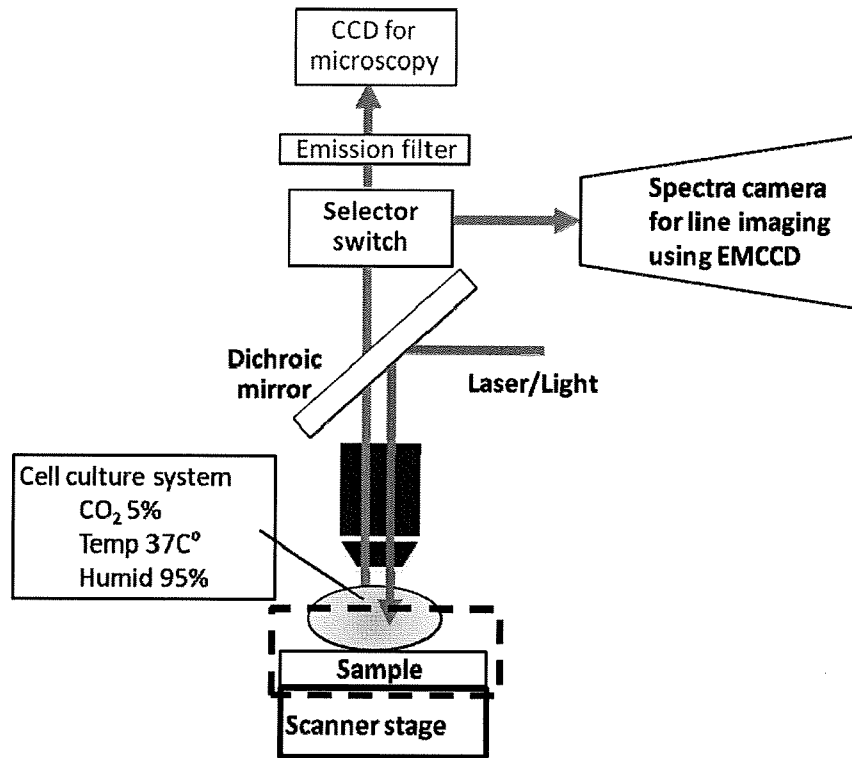 CCD for
microscopy
Emission filter
Selector
switch
Spectra camera
for line imaging
using EMCCD
Dichroic
mirror
Laser/Light
Cell culture system
CO₂ 5%
Temp 37C⁰
Humid 95%
Sample
Scanner stage